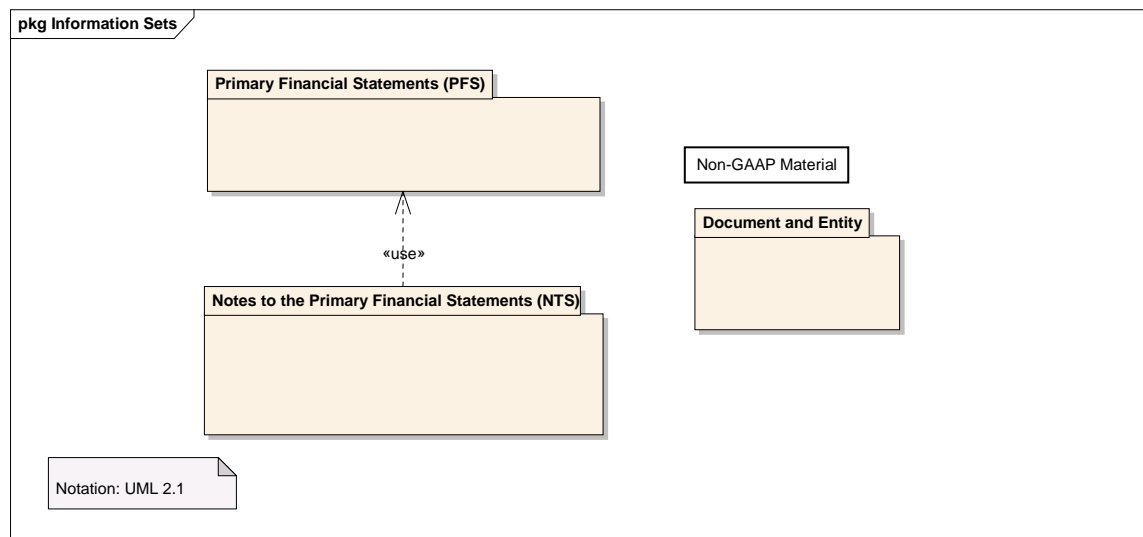 pkg Information Sets
Primary Financial Statements (PFS)
Non-GAAP Material
Document and Entity
«use»
Notes to the Primary Financial Statements (NTS)
Notation: UML 2.1